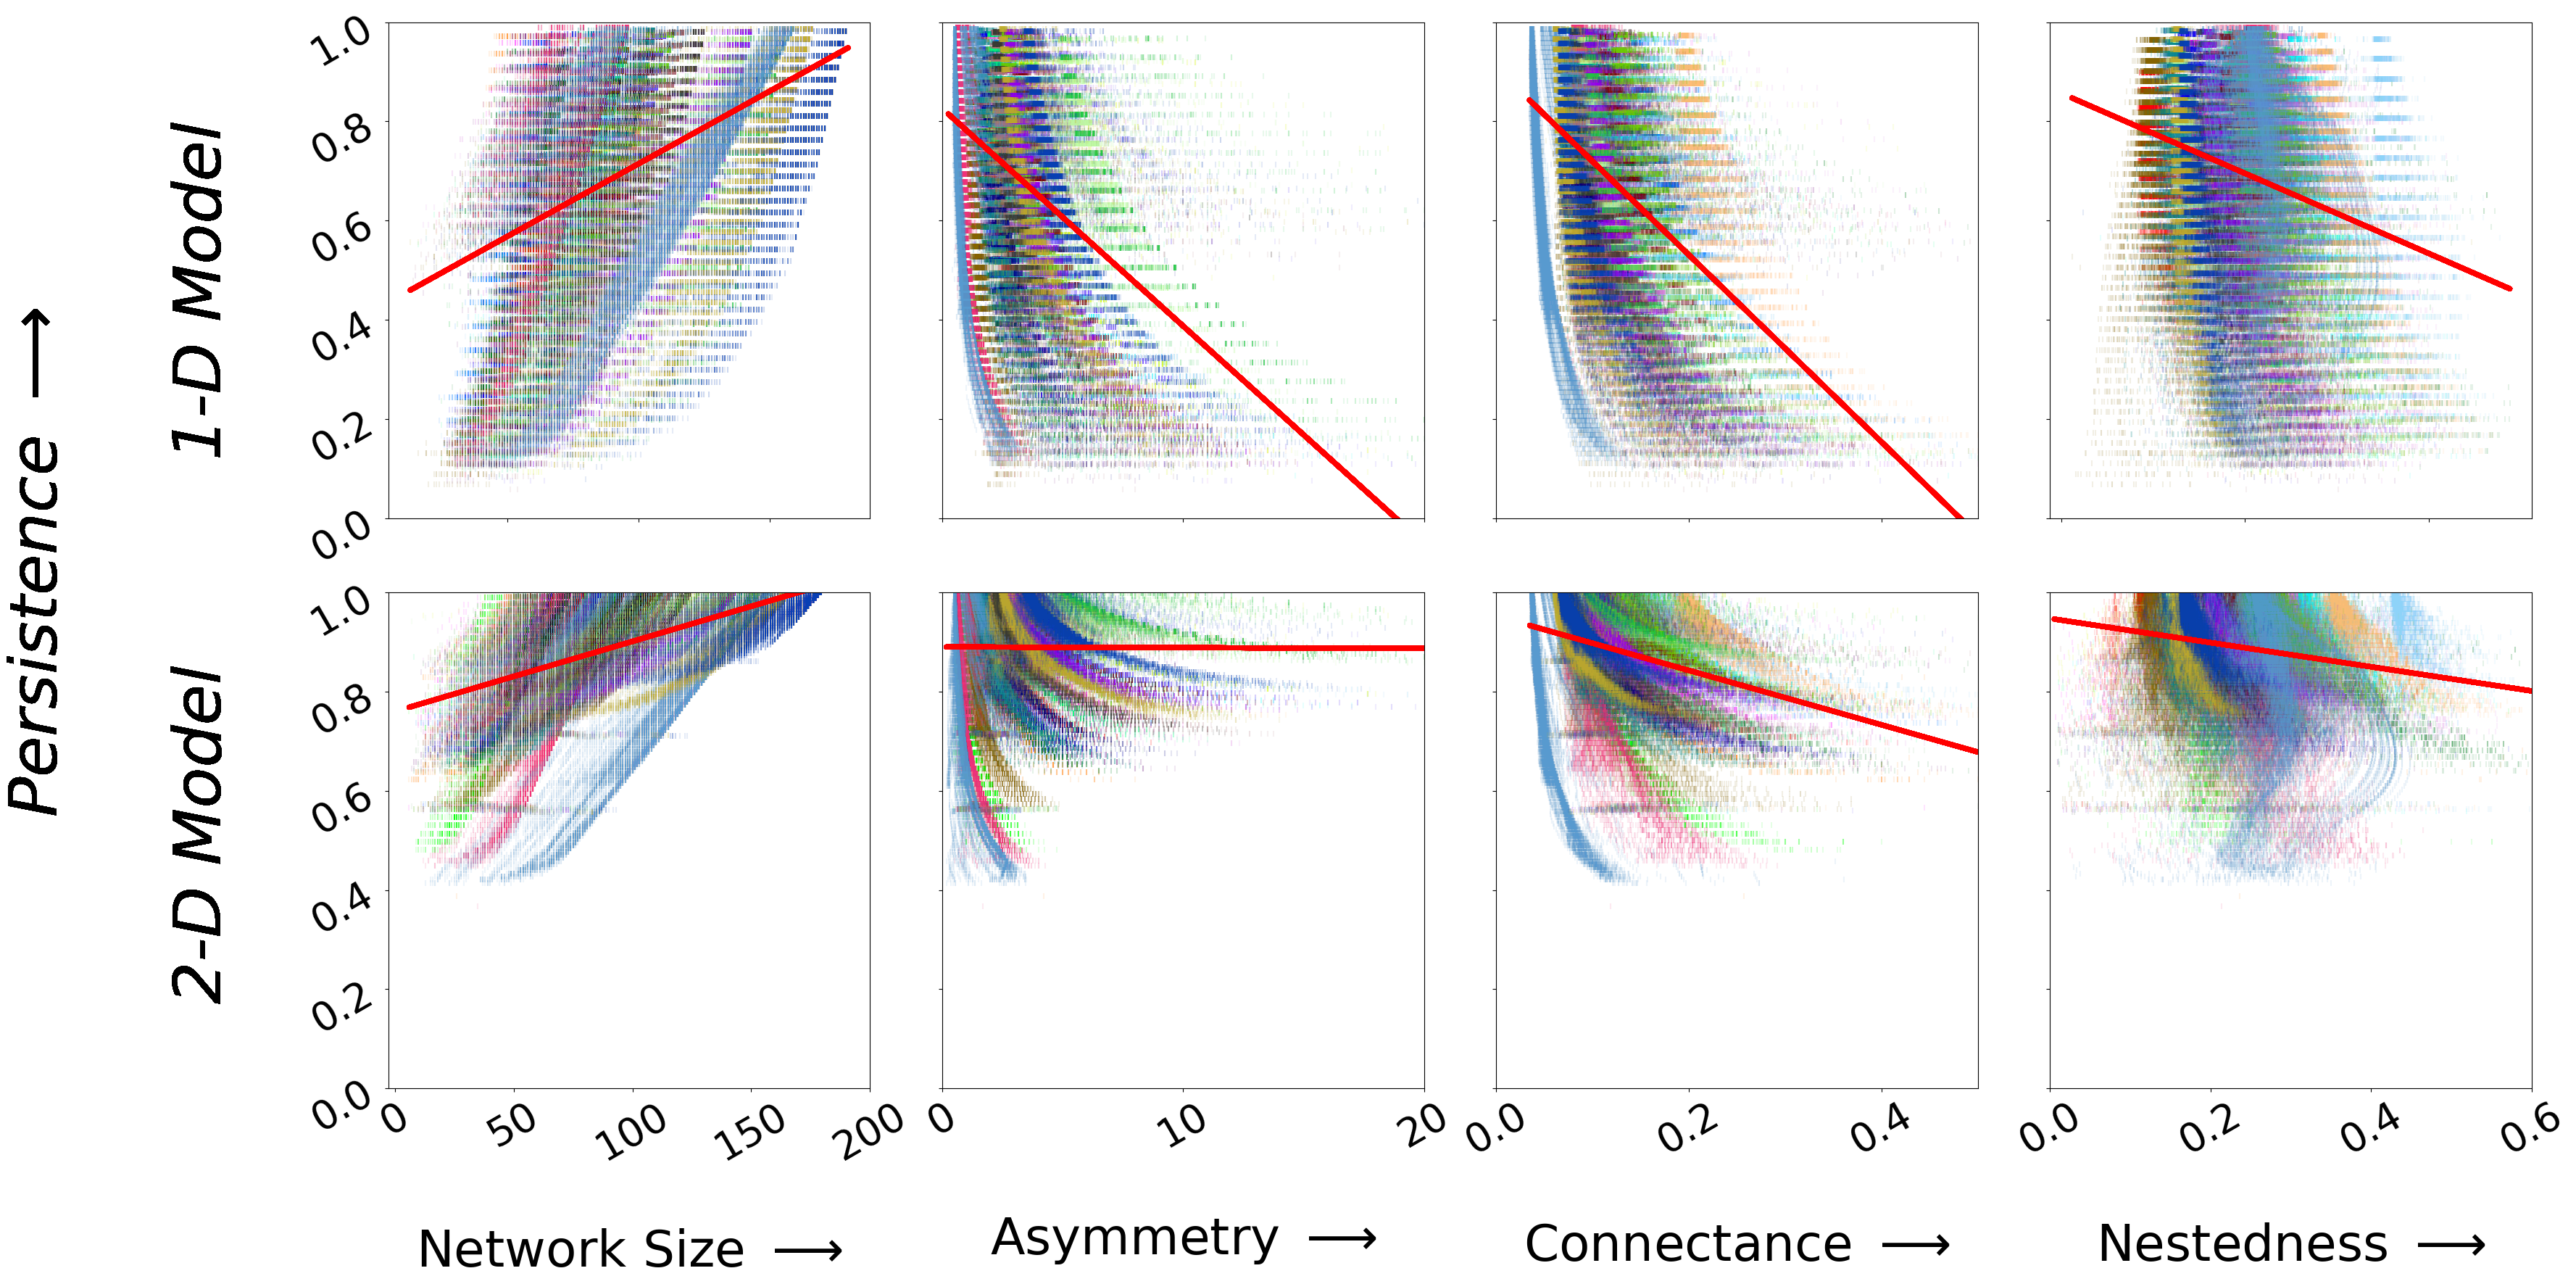 Persistence ⟶
1-D Model
1.0
0.8
0.6
0.4
0.2
0.0
2-D Model
1.0
0.8
0.6
0.4
0.2
0.0
0 50 100 150 200
0 10 20
0.0 0.2 0.4
0.0 0.2 0.4 0.6
Network Size ⟶
Asymmetry ⟶
Connectance ⟶
Nestedness ⟶